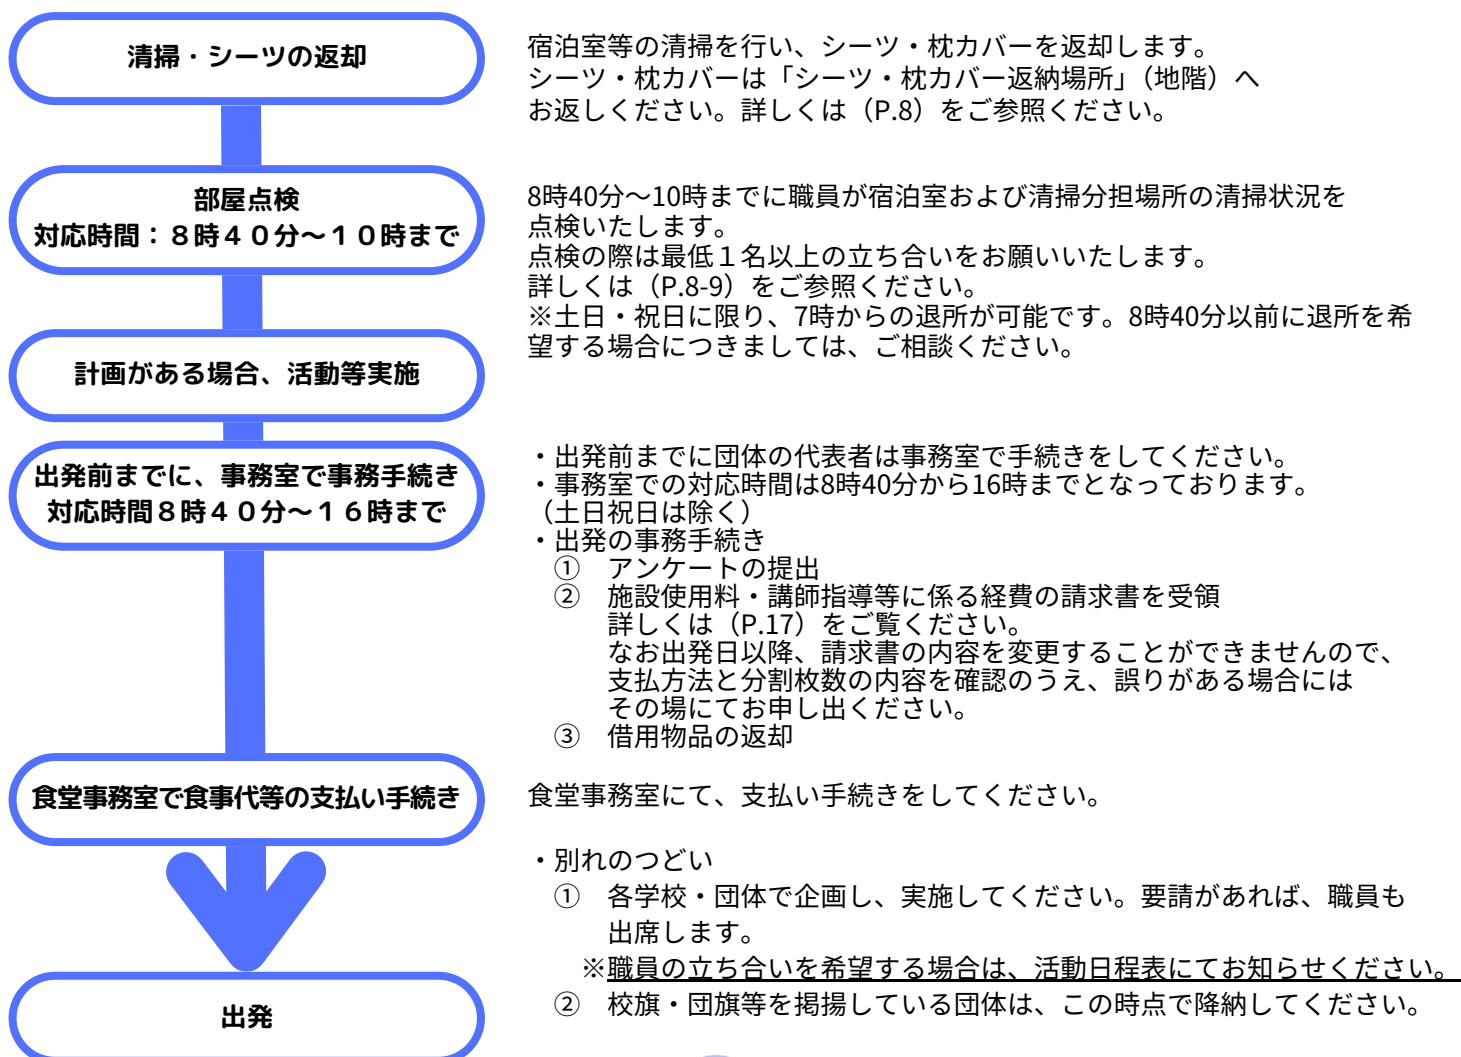 清掃・シーツの返却
宿泊室等の清掃を行い、シーツ・枕カバーを返却します。
シーツ・枕カバーは「シーツ・枕カバー返納場所」（地階）へ
お返しください。詳しくは（P.8）をご参照ください。
部屋点検
対応時間：８時４０分～１０時まで
8時40分～10時までに職員が宿泊室および清掃分担場所の清掃状況を
点検いたします。
点検の際は最低１名以上の立ち合いをお願いいたします。
詳しくは（P.8-9）をご参照ください。
※土日・祝日に限り、7時からの退所が可能です。8時40分以前に退所を希
望する場合につきましては、ご相談ください。
計画がある場合、活動等実施
出発前までに、事務室で事務手続き
対応時間８時４０分～１６時まで
・出発前までに団体の代表者は事務室で手続きをしてください。
・事務室での対応時間は8時40分から16時までとなっております。
（土日祝日は除く）
・出発の事務手続き
①　アンケートの提出
②　施設使用料・講師指導等に係る経費の請求書を受領
詳しくは（P.17）をご覧ください。
なお出発日以降、請求書の内容を変更することができませんので、
支払方法と分割枚数の内容を確認のうえ、誤りがある場合には
その場にてお申し出ください。
③　借用物品の返却
食堂事務室で食事代等の支払い手続き
食堂事務室にて、支払い手続きをしてください。
・別れのつどい
①　各学校・団体で企画し、実施してください。要請があれば、職員も
出席します。
※職員の立ち合いを希望する場合は、活動日程表にてお知らせください。
②　校旗・団旗等を掲揚している団体は、この時点で降納してください。
出発